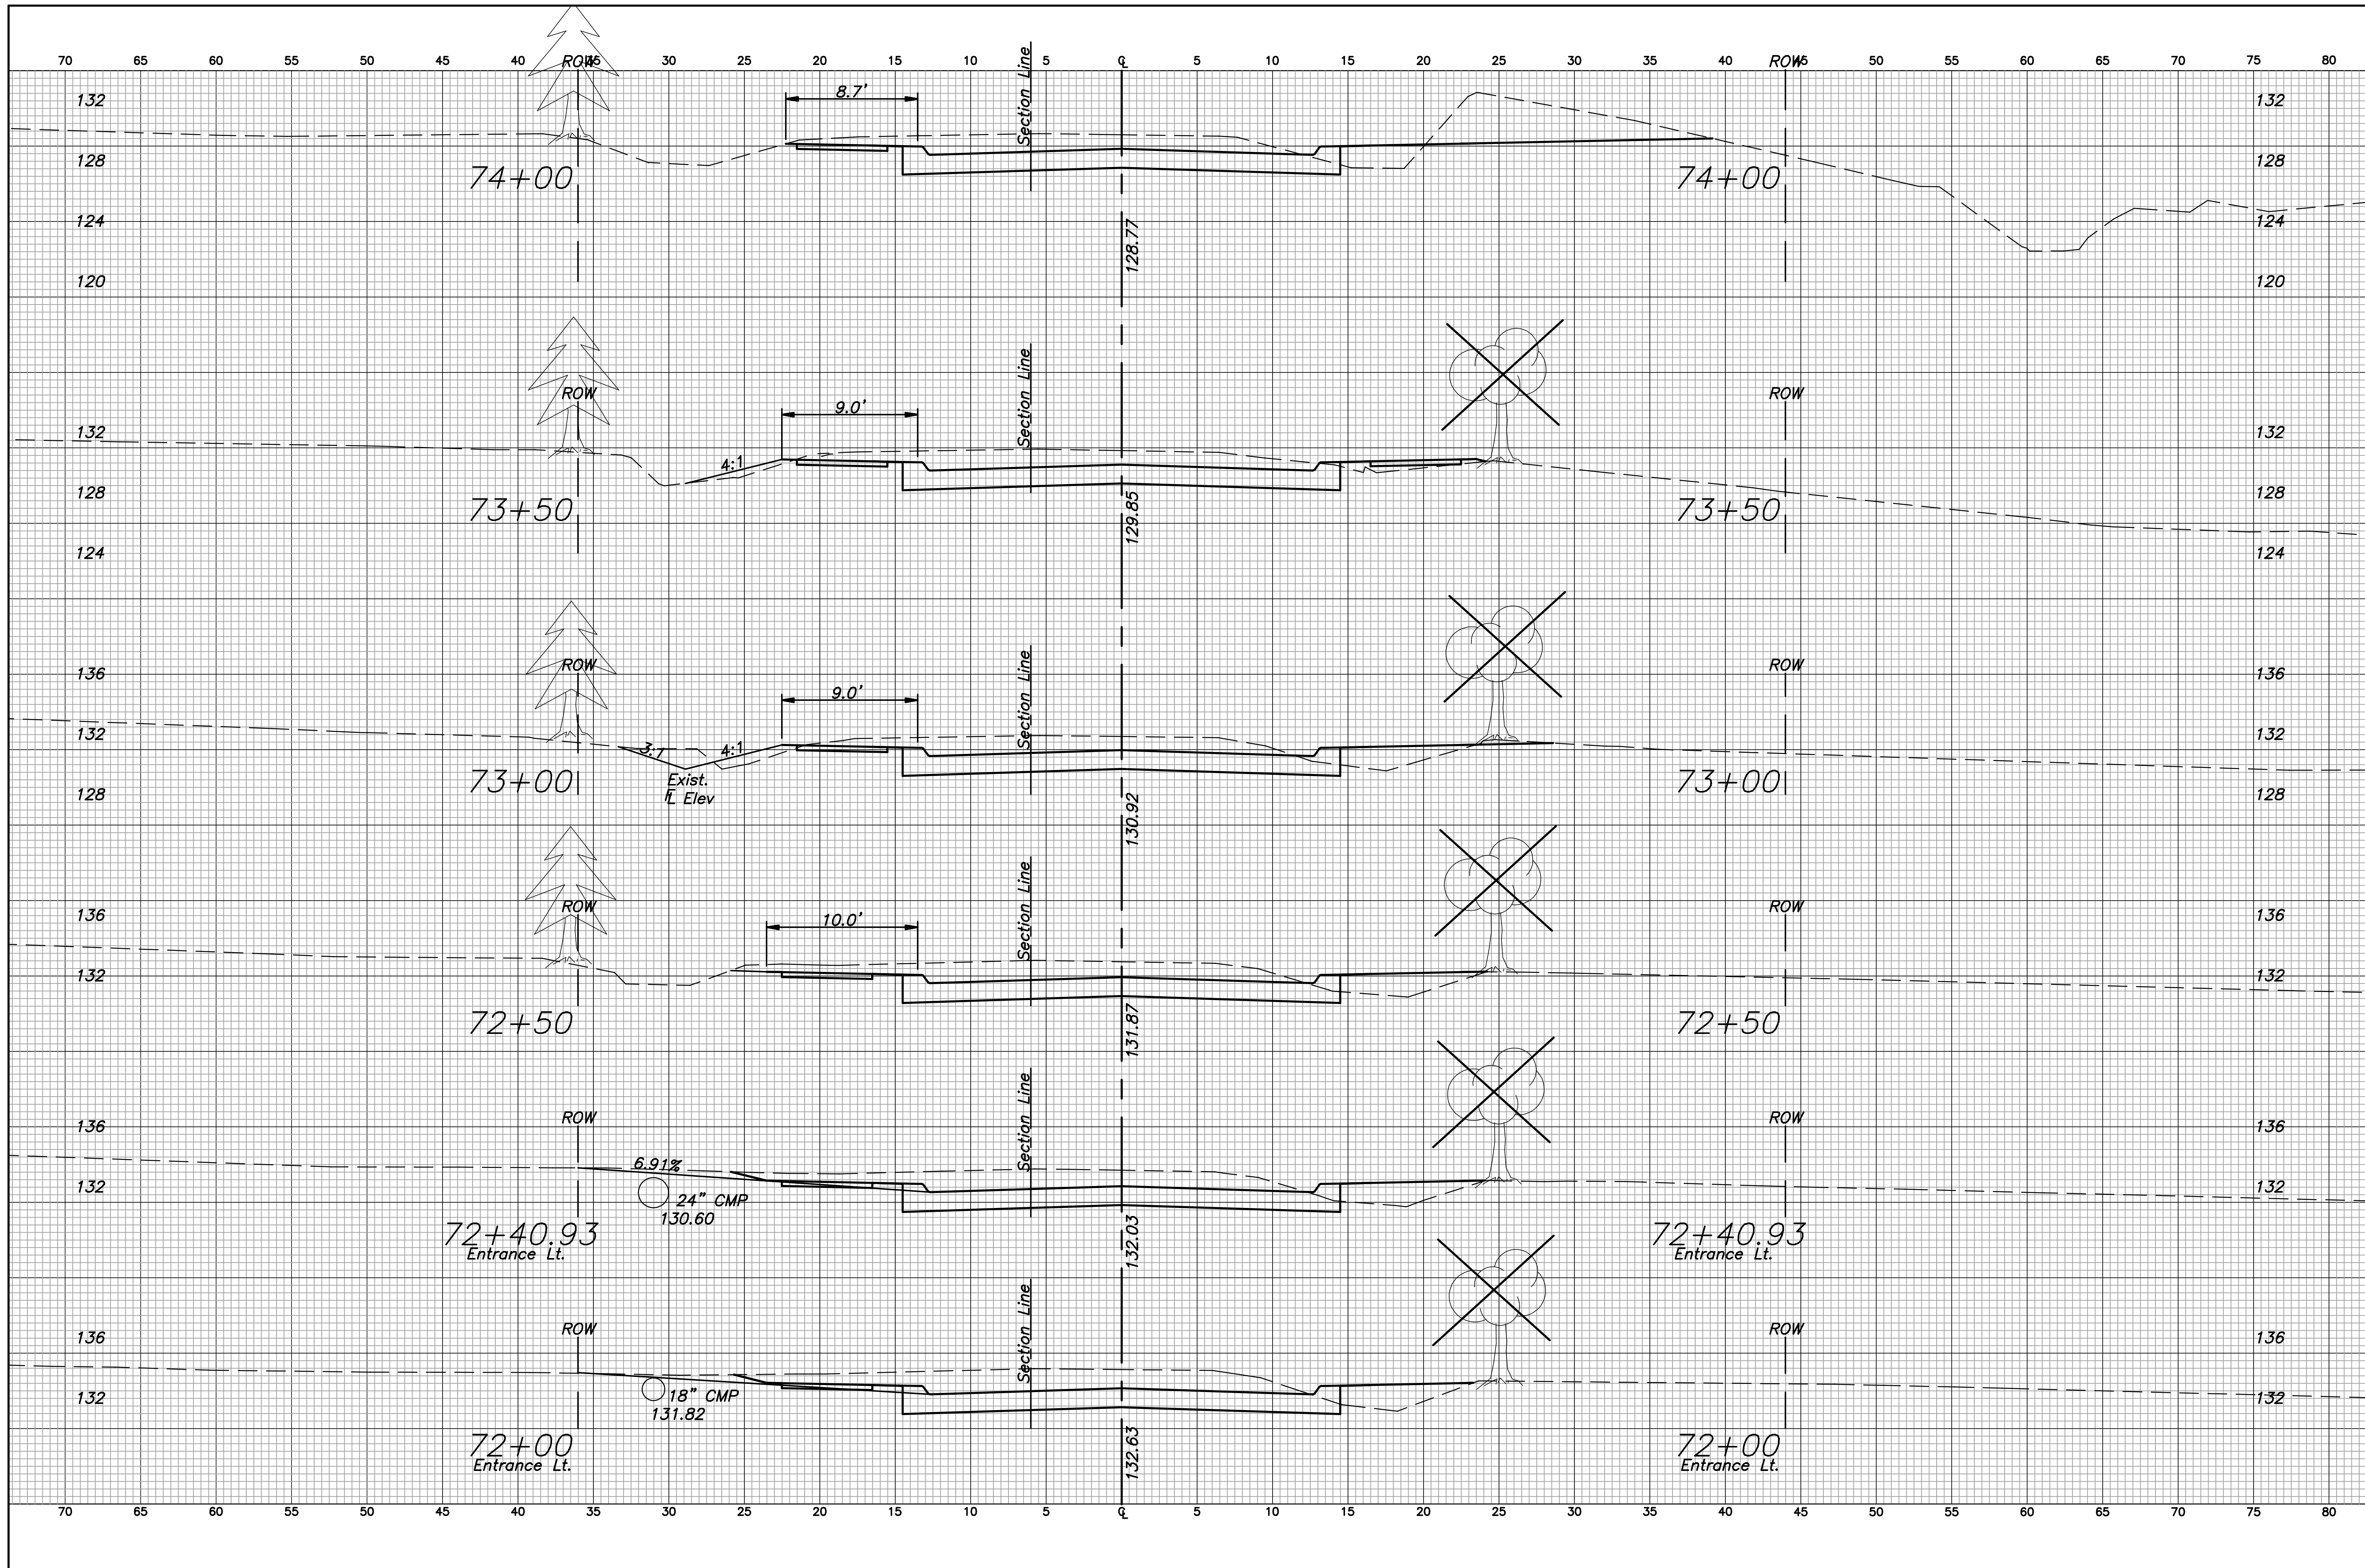 70 65 60 55 50 45 40 35 30 25 20 15 10 5 ℄ 5 10 15 20 25 30 35 40 45 50 55 60 65 70 75 80
ROW
ROW
Section Line
8.7'
132
132
128
128
74+00
74+00
124
124
128.77
120
120
Section Line
ROW
ROW
9.0'
132
132
4:1
128
128
73+50
73+50
129.85
124
124
Section Line
ROW
ROW
136
136
9.0'
132
132
3:1
4:1
73+00
Exist.
73+00
℄ Elev
128
128
130.92
Section Line
ROW
ROW
136
136
10.0'
132
132
72+50
72+50
131.87
Section Line
ROW
ROW
136
136
6.91%
132
132
24" CMP
130.60
72+40.93
72+40.93
132.03
Entrance Lt.
Entrance Lt.
Section Line
ROW
ROW
136
136
18" CMP
132
132
131.82
72+00
72+00
132.63
Entrance Lt.
Entrance Lt.
70 65 60 55 50 45 40 35 30 25 20 15 10 5 ℄ 5 10 15 20 25 30 35 40 45 50 55 60 65 70 75 80